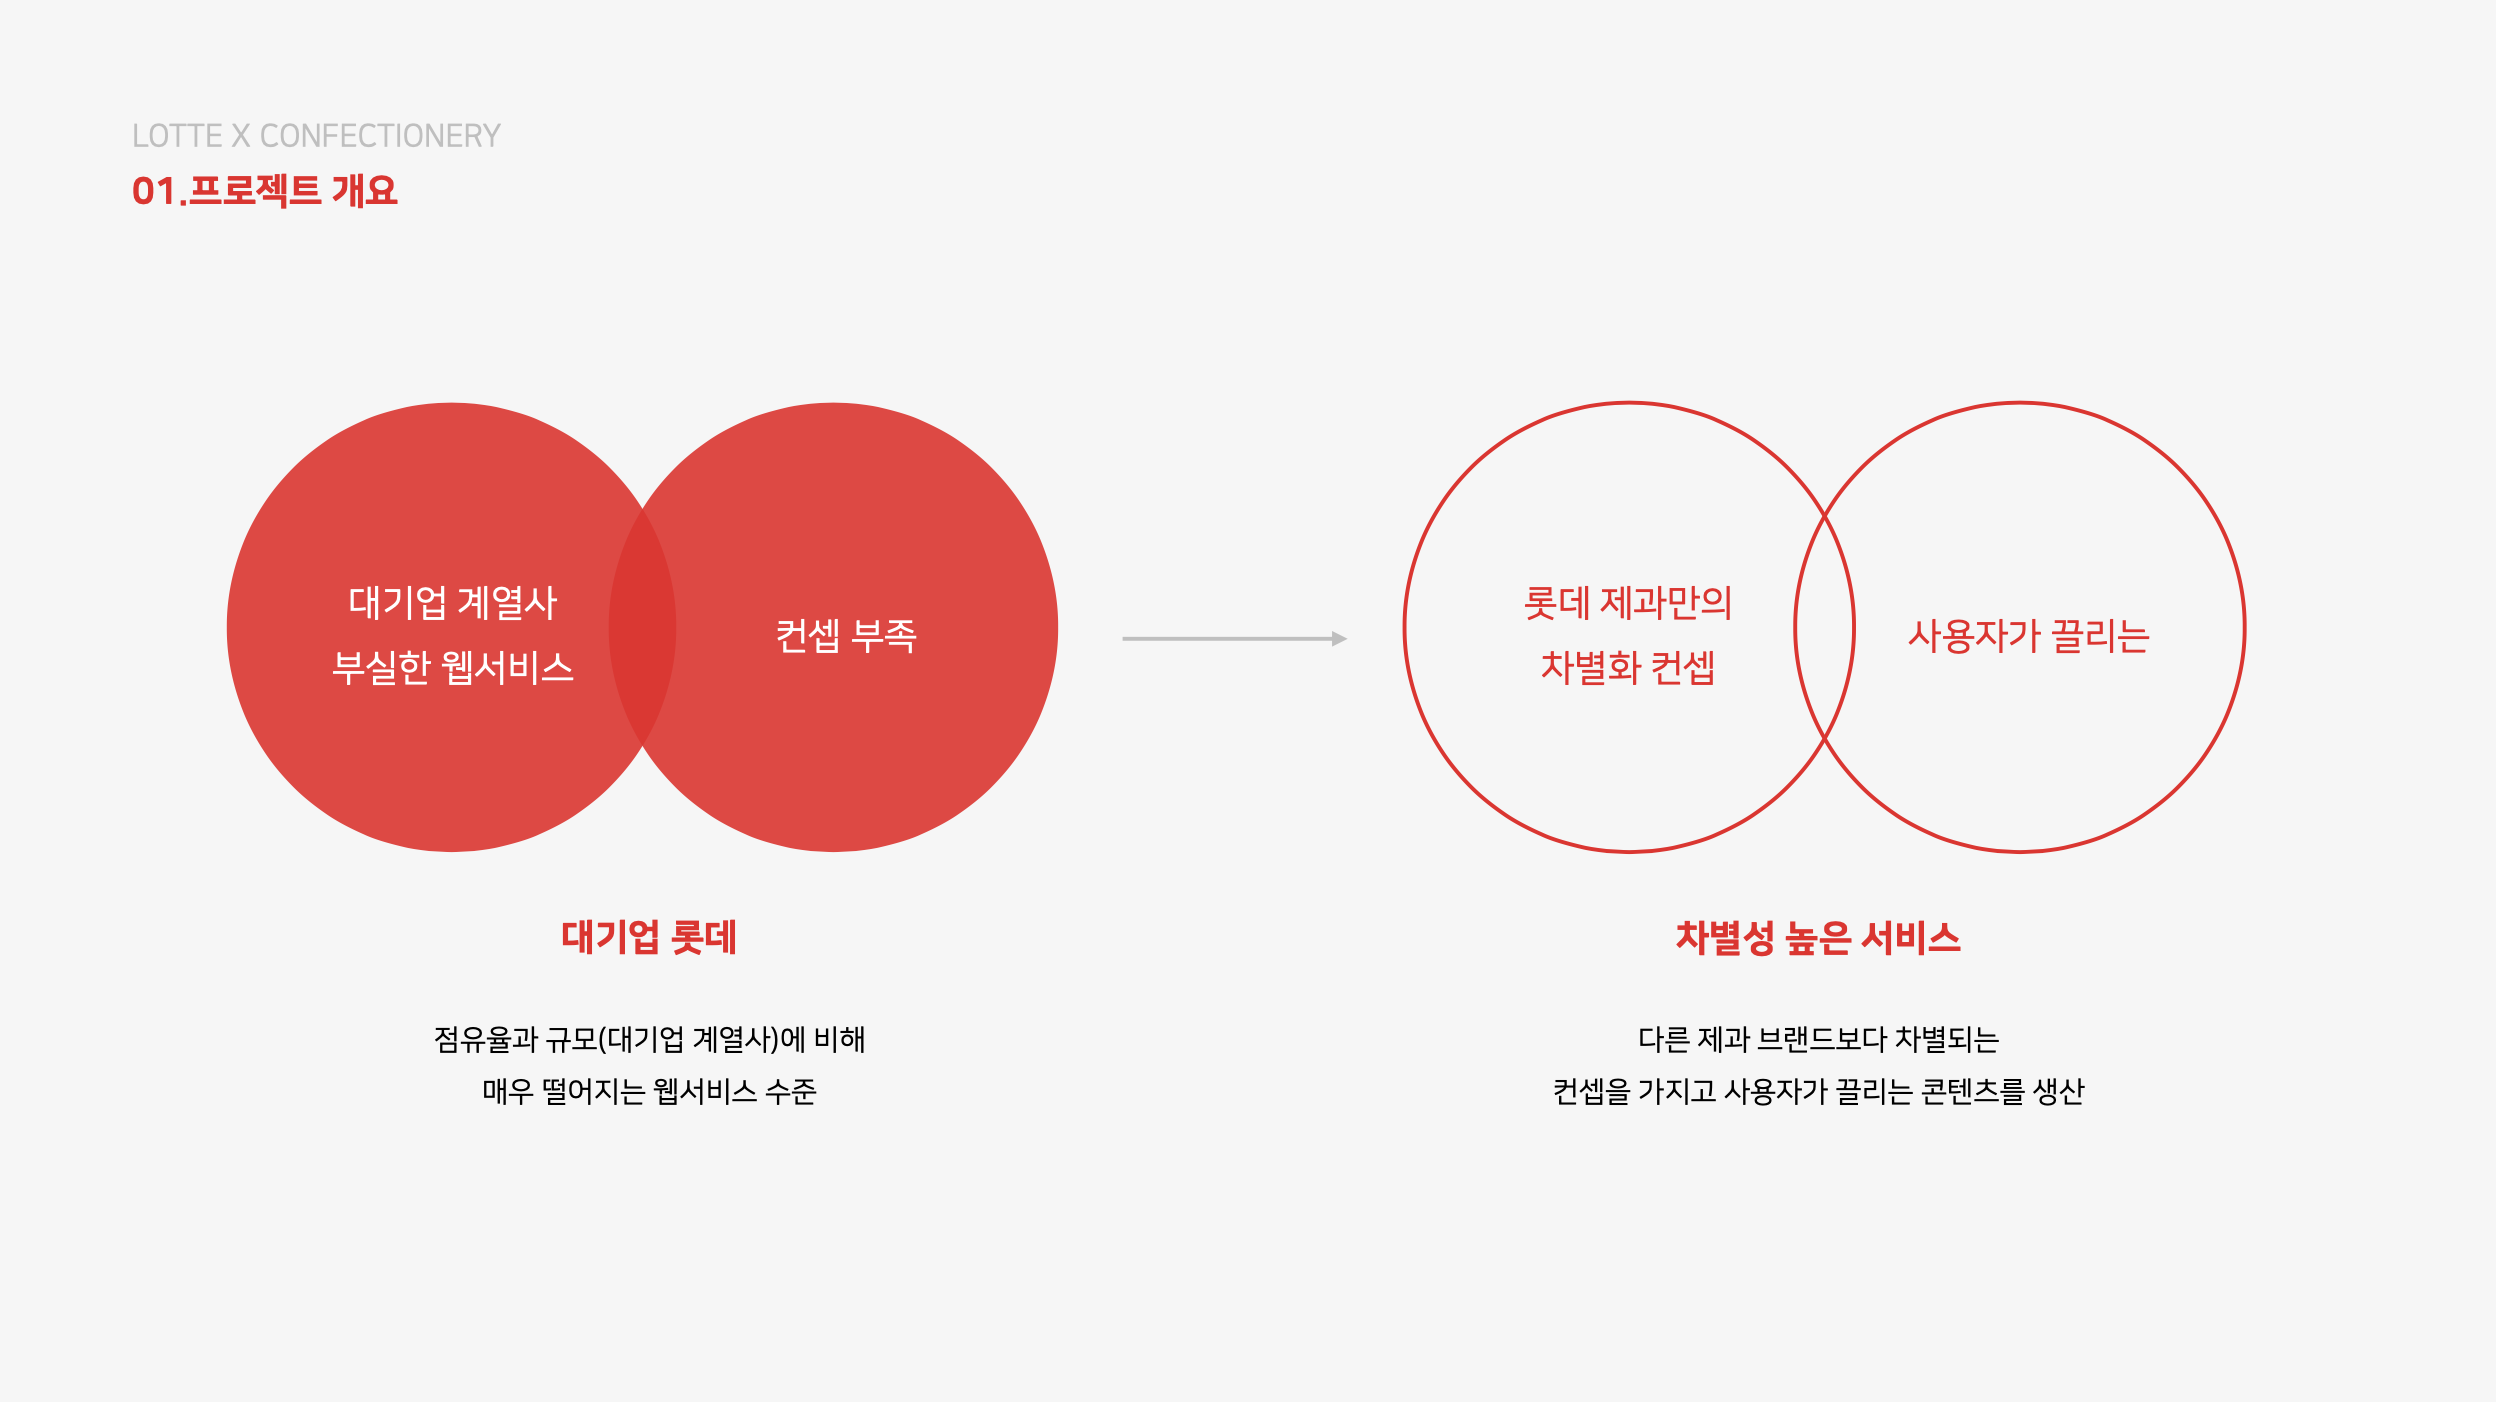 LOTTE X CONFECTIONERY
01.프로젝트 개요
대기업 계열사
부실한 웹서비스
컨셉 부족
롯데 제과만의
차별화 컨셉
사용자가 끌리는
대기업 롯데
점유율과 규모(대기업 계열사)에 비해
매우 떨어지는 웹서비스 수준
차별성 높은 서비스
다른 제과 브랜드보다 차별되는
컨셉을 가지고 사용자가 끌리는 콘텐츠를 생산